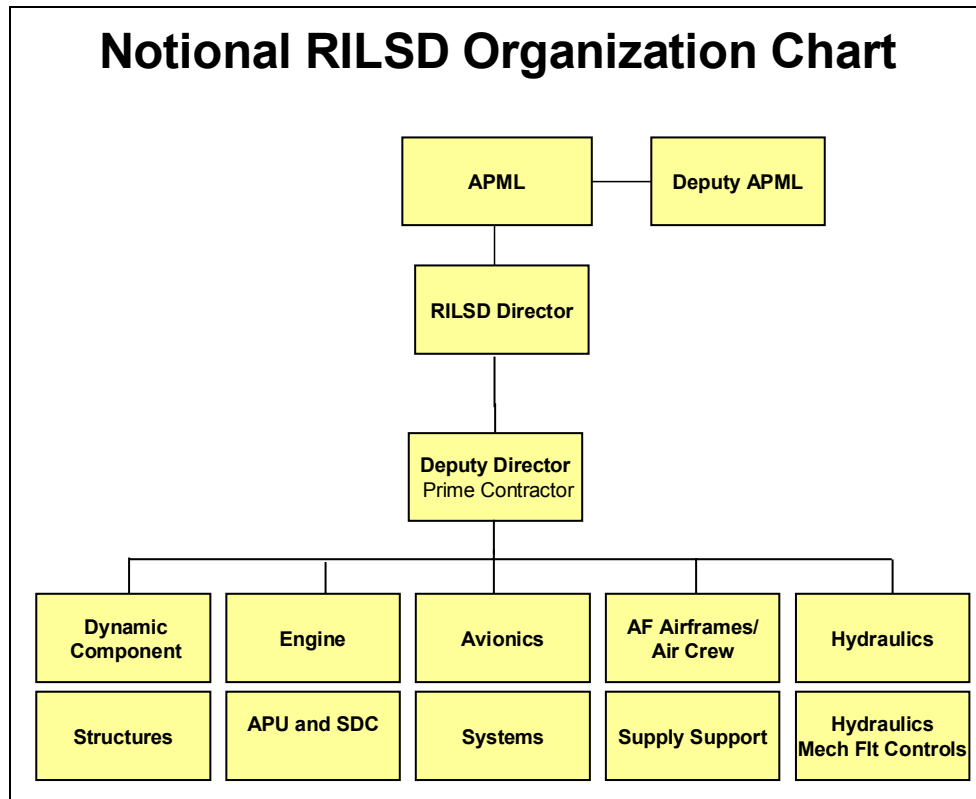 Notional RILSD Organization Chart
APML
Deputy APML
RILSD Director
Deputy Director
Prime Contractor
Dynamic
Component
Engine
Avionics
AF Airframes/
Air Crew
Hydraulics
Structures
APU and SDC
Systems
Supply Support
Hydraulics
Mech Flt Controls